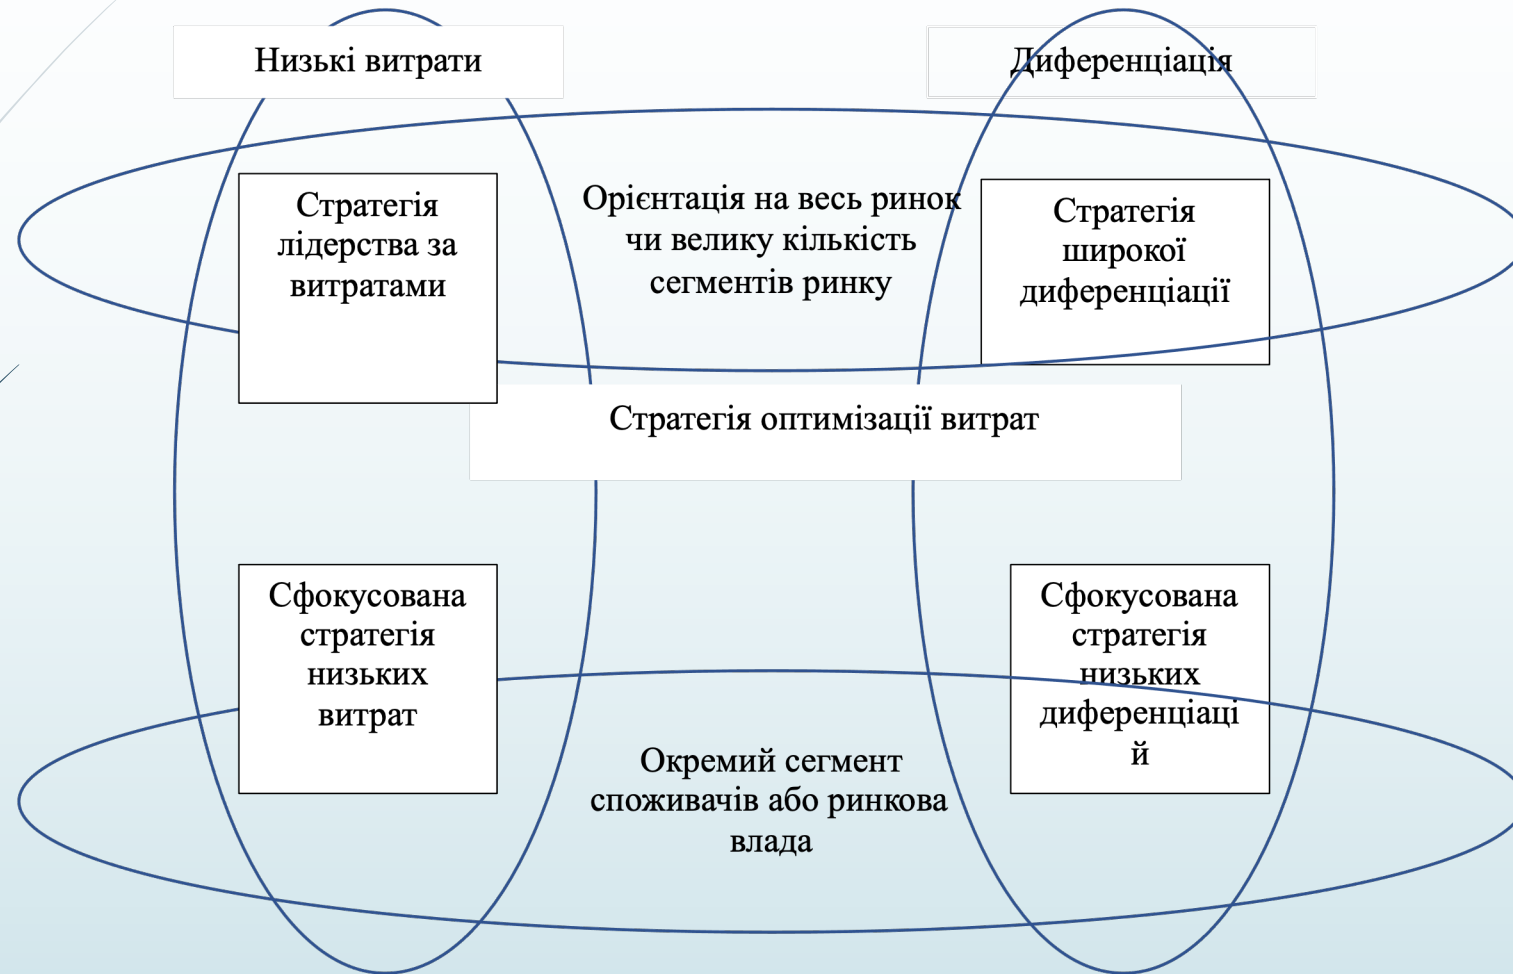 Низькі витрати
Диференціація
Стратегія
лідерства за
витратами
Орієнтація на весь ринок
чи велику кількість
сегментів ринку
Стратегія
широкої
диференціації
Стратегія оптимізації витрат
Сфокусована
стратегія
низьких
витрат
Сфокусована
стратегія
низьких
диференціаці
й
Окремий сегмент
споживачів або ринкова
влада